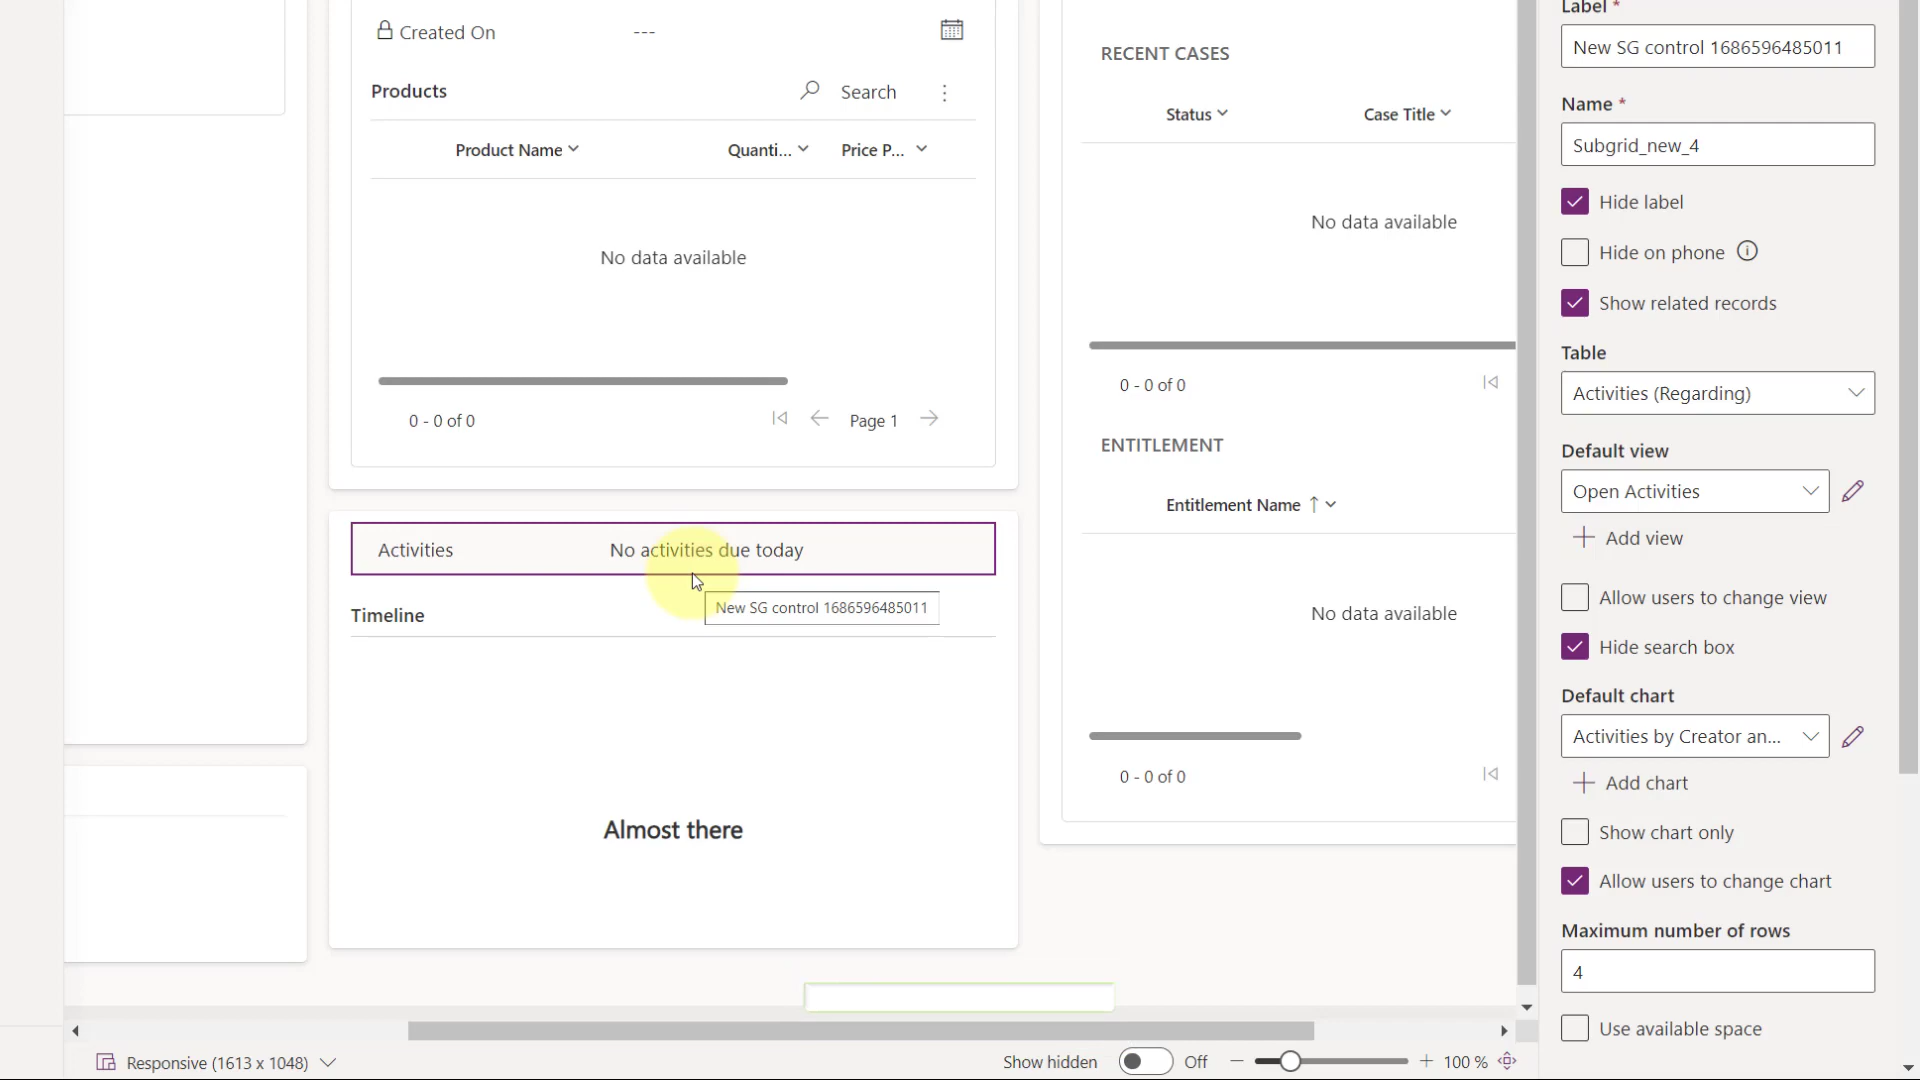 Created On
---
Products
Search
Product Name
Quanti...
Price P...
No data available
0 - 0 of 0
Page 1
Activities
No activities due today
New SG control 1686596485011
Timeline
Almost there
RECENT CASES
Status
Case Title
No data available
0 - 0 of 0
ENTITLEMENT
Entitlement Name ↑
No data available
0 - 0 of 0
Label *
New SG control 1686596485011
Name *
Subgrid_new_4
Hide label
Hide on phone
Show related records
Table
Activities (Regarding)
Default view
Open Activities
Add view
Allow users to change view
Hide search box
Default chart
Activities by Creator an...
Add chart
Show chart only
Allow users to change chart
Maximum number of rows
4
Use available space
Responsive (1613 x 1048)
Show hidden
Off
100 %